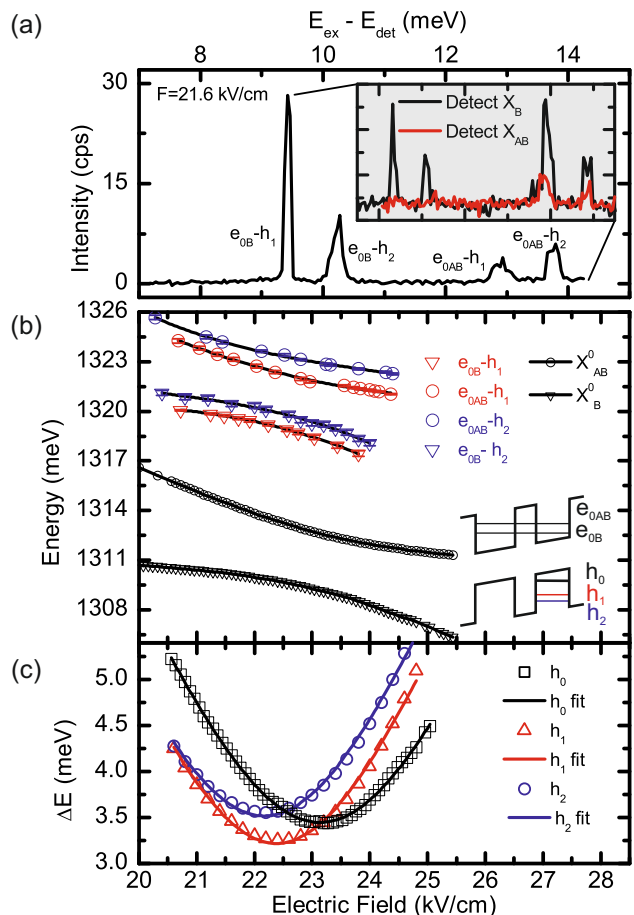 (a)
E_ex - E_det (meV)
8 10 12 14
30
15
0
Intensity (cps)
F=21.6 kV/cm
Detect X_B
Detect X_AB
e_0B-h_1
e_0B-h_2
e_0AB-h_1
e_0AB-h_2
(b)
1326
1323
1320
1317
1314
1311
1308
Energy (meV)
e_0B-h_1
e_0AB-h_1
e_0AB-h_2
e_0B- h_2
X^0_AB
X^0_B
e_0AB
e_0B
h_0
h_1
h_2
(c)
5.0
4.5
4.0
3.5
3.0
ΔE (meV)
h_0
h_0 fit
h_1
h_1 fit
h_2
h_2 fit
20 21 22 23 24 25 26 27 28
Electric Field (kV/cm)